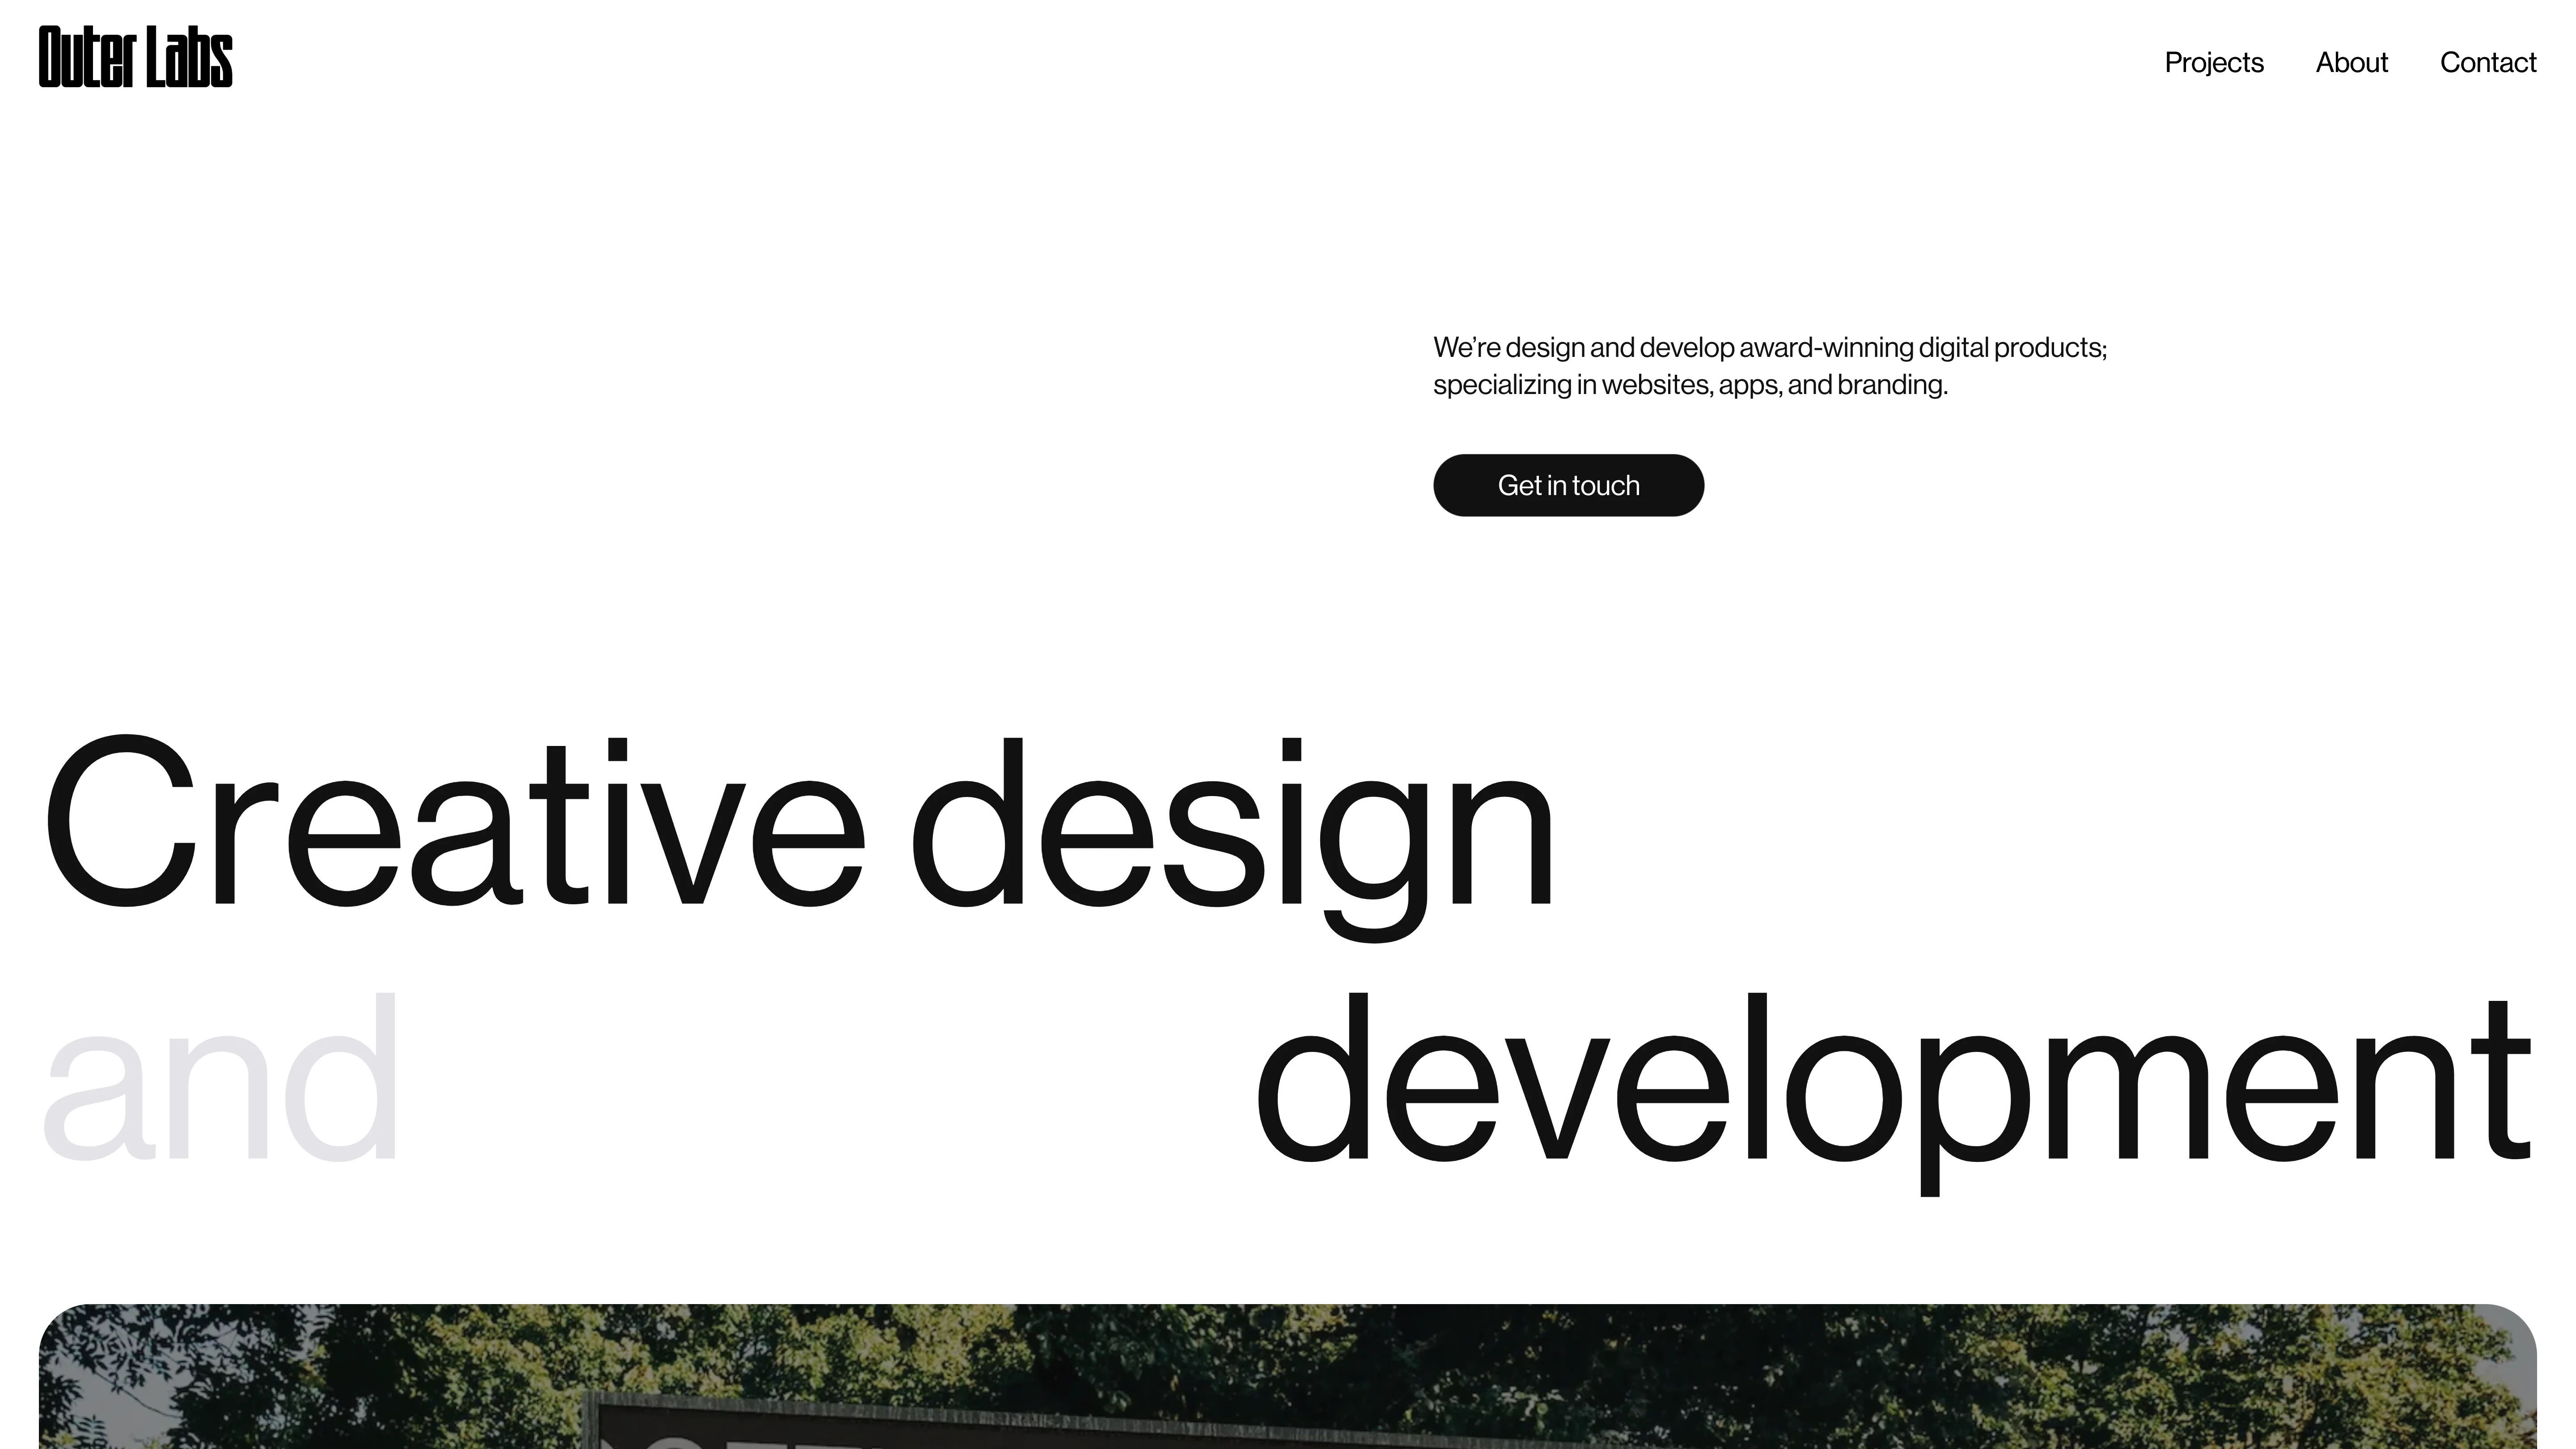 Outer Labs
Projects About Contact
We’re design and develop award-winning digital products;
specializing in websites, apps, and branding.
Get in touch
Creative design
and development